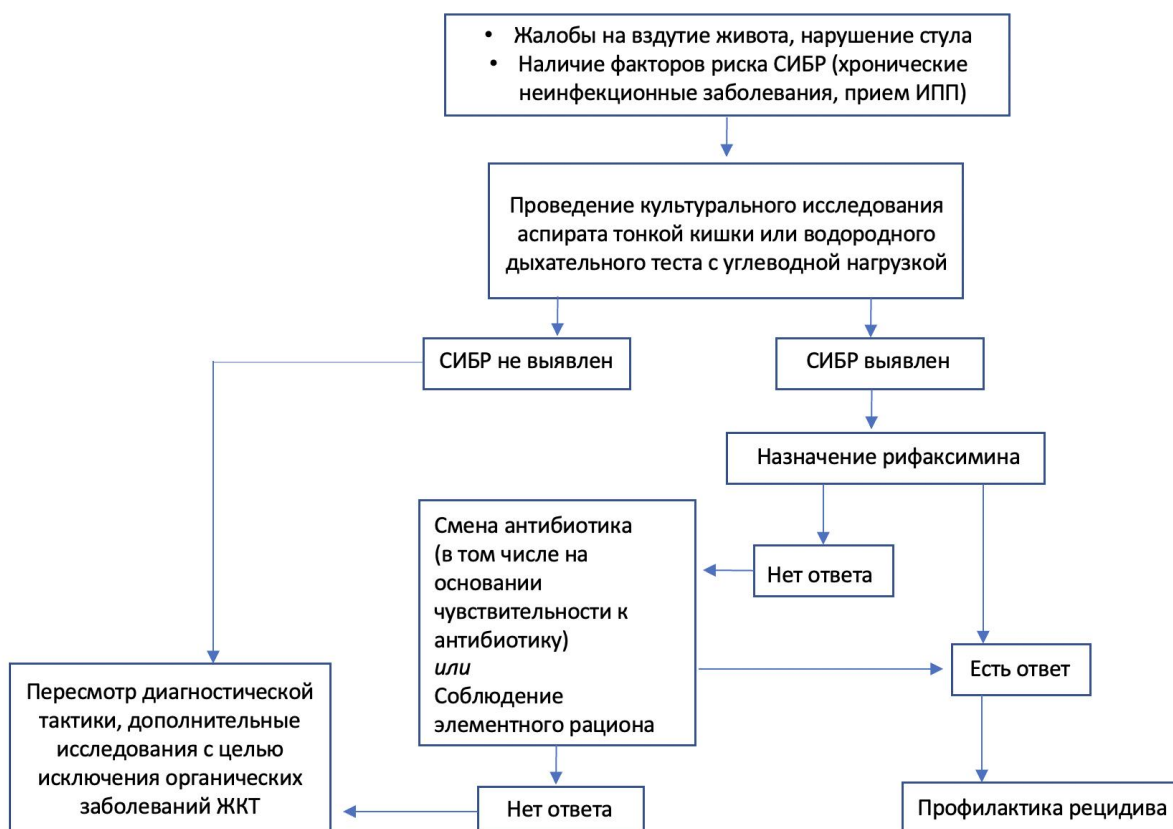 • Жалобы на вздутие живота, нарушение стула
• Наличие факторов риска СИБР (хронические
неинфекционные заболевания, прием ИПП)
Проведение культурального исследования
аспирата тонкой кишки или водородного
дыхательного теста с углеводной нагрузкой
СИБР не выявлен
СИБР выявлен
Назначение рифаксимина
Смена антибиотика
(в том числе на
основании
чувствительности к
антибиотику)
или
Соблюдение
элементного рациона
Нет ответа
Есть ответ
Пересмотр диагностической
тактики, дополнительные
исследования с целью
исключения органических
заболеваний ЖКТ
Нет ответа
Профилактика рецидива